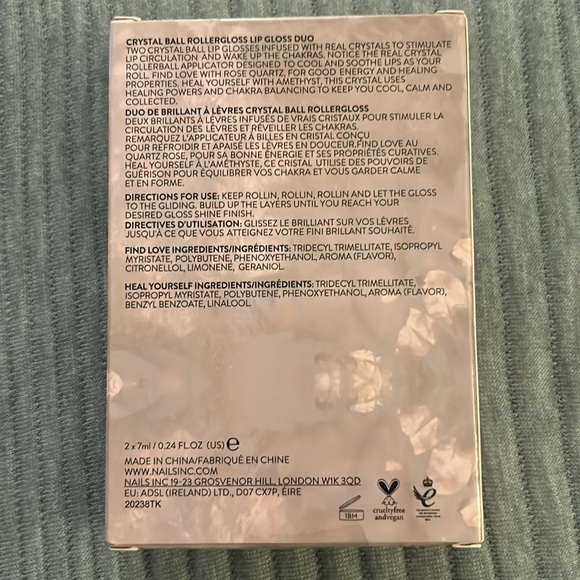 CRYSTAL BALL ROLLERGLOSS LIP GLOSS DUO
TWO CRYSTAL BALL LIP GLOSSES INFUSED WITH REAL CRYSTALS TO STIMULATE
LIP CIRCULATION AND WAKE UP THE CHAKRAS. NOTICE THE REAL CRYSTAL
ROLLERBALL APPLICATOR DESIGNED TO COOL AND SOOTHE LIPS AS YOUR
ROLL. FIND LOVE WITH ROSE QUARTZ, FOR GOOD ENERGY AND HEALING
PROPERTIES. HEAL YOURSELF WITH AMETHYST, THIS CRYSTAL USES
HEALING POWERS AND CHAKRA BALANCING TO KEEP YOU COOL, CALM AND
COLLECTED.
DUO DE BRILLANT À LÈVRES CRYSTAL BALL ROLLERGLOSS
DEUX BRILLANTS À LÈVRES INFUSÉS DE VRAIS CRISTAUX POUR STIMULER LA
CIRCULATION DES LÈVRES ET RÉVEILLER LES CHAKRAS.
REMARQUEZ L'APPLICATEUR À BILLES EN CRISTAL CONÇU
POUR RÉFROIDIR ET APAISÉ LES LÈVRES EN DOUCEUR.FIND LOVE AU
QUARTZ ROSE, POUR SA BONNE ÉNERGIE ET SES PROPRIÉTÉS CURATIVES.
HEAL YOURSELF À L'AMÉTHYSTE, CE CRISTAL UTILISE DES POUVOIRS DE
GUÉRISON POUR ÉQUILIBRER VOS CHAKRA ET VOUS GARDER CALME
ET EN FORME.
DIRECTIONS FOR USE: KEEP ROLLIN, ROLLIN, ROLLIN AND LET THE GLOSS
TO THE GLIDING. BUILD UP THE LAYERS UNTIL YOU REACH YOUR
DESIRED GLOSS SHINE FINISH.
DIRECTIVES D'UTILISATION: GLISSEZ LE BRILLIANT SUR VOS LÈVRES
JUSQU'À CE QUE VOUS ATTEIGNEZ VOTRE FINI BRILLANT SOUHAITÉ.
FIND LOVE INGREDIENTS/INGRÉDIENTS: TRIDECYL TRIMELLITATE, ISOPROPYL
MYRISTATE, POLYBUTENE, PHENOXYETHANOL, AROMA (FLAVOR),
CITRONELLOL, LIMONENE, GERANIOL.
HEAL YOURSELF INGREDIENTS/INGRÉDIENTS: TRIDECYL TRIMELLITATE,
ISOPROPYL MYRISTATE, POLYBUTENE, PHENOXYETHANOL, AROMA (FLAVOR),
BENZYL BENZOATE, LINALOOL.
2 x 7ml / 0.24 FL.OZ (US) ℮
MADE IN CHINA/FABRIQUÉ EN CHINE
WWW.NAILSINC.COM
NAILS INC 19-23 GROSVENOR HILL, LONDON W1K 3QD
EU: ADSL (IRELAND) LTD., D07 CX7P, ÉIRE
20238TK
18M
crueltyfree
andvegan